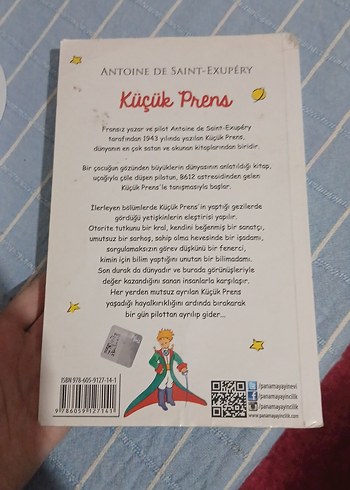 ANTOINE DE SAINT-EXUPÉRY
Küçük Prens
Fransız yazar ve pilot Antoine de Saint-Exupéry
tarafından 1943 yılında yazılan Küçük Prens,
dünyanın en çok satan ve okunan kitaplarından biridir.
Bir çocuğun gözünden büyüklerin dünyasının anlatıldığı kitap,
uçağıyla çöle düşen pilotun, B612 astreoidinden gelen
Küçük Prens'le tanışmasıyla başlar.
İlerleyen bölümlerde Küçük Prens'in yaptığı gezilerde
gördüğü yetişkinlerin eleştirisi yapılır.
Otorite tutkunu bir kral, kendini beğenmiş bir sanatçı,
umutsuz bir sarhoş, sahip olma hevesinde bir işadamı,
sorgulamaksızın görev düşkünü bir fenerci,
kimin için bilim yaptığını unutan bir bilimadamı.
Son durak da dünyadır ve burada görünüşleriyle
değer kazandığını sanan insanlarla karşılaşır.
Her yerden mutsuz ayrılan Küçük Prens
yaşadığı hayalkırıklığını ardında bırakarak
bir gün pilottan ayrılıp gider...
ISBN 978-605-9127-14-1
9 786059 127141
/panamayayinevi
/panamayayincilik
/panamayayincilik
www.panamayayincilik.com